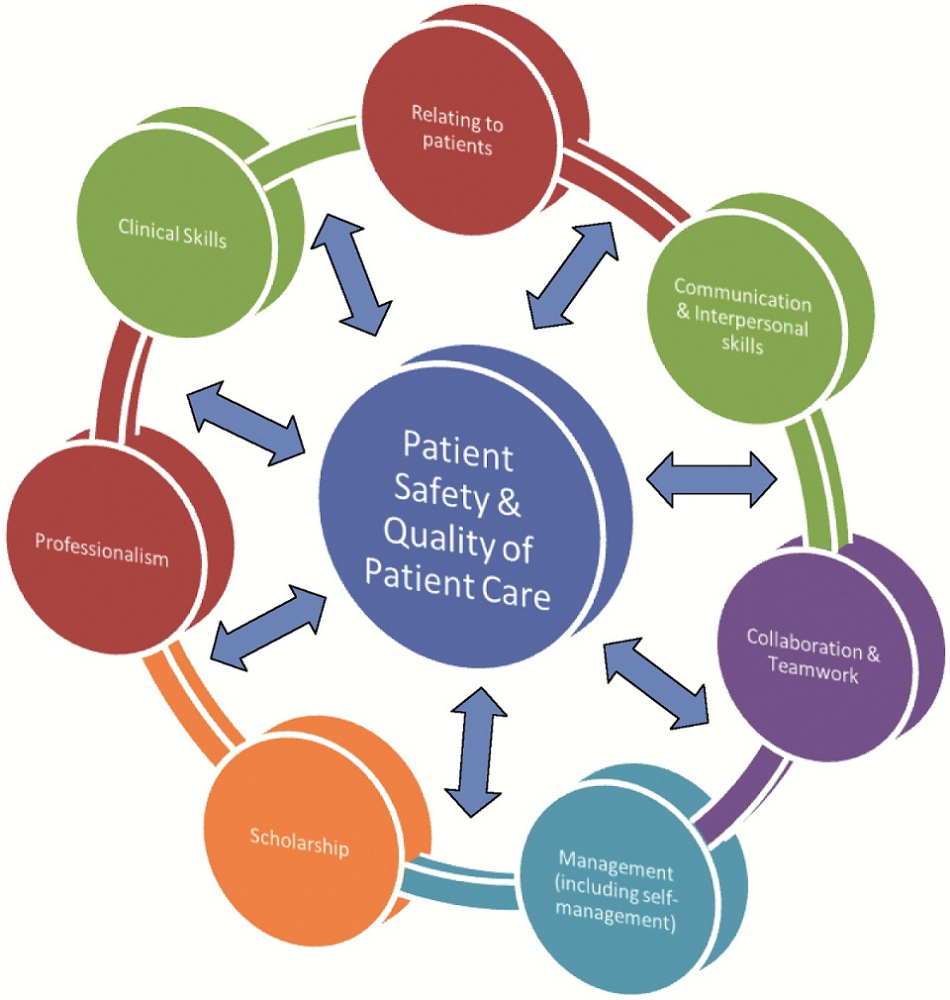 Relating to
patients
Communication
& Interpersonal
skills
Collaboration &
Teamwork
Management
(including self-
management)
Scholarship
Professionalism
Clinical Skills
Patient
Safety &
Quality of
Patient Care